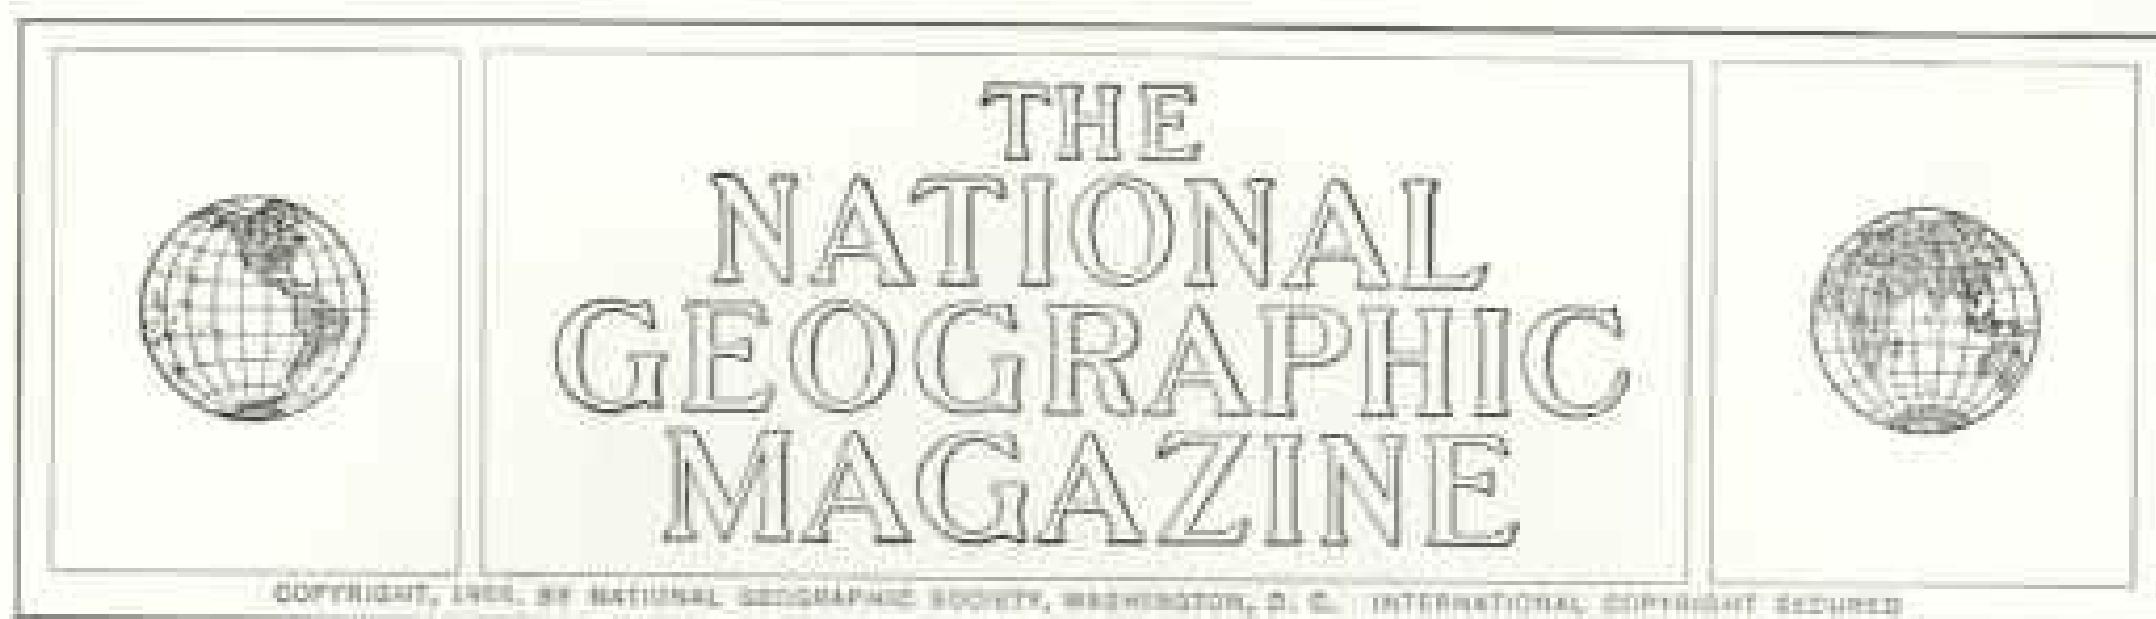 THE
NATIONAL
GEOGRAPHIC
MAGAZINE
COPYRIGHT, BY NATIONAL GEOGRAPHIC SOCIETY, WASHINGTON, D. C. INTERNATIONAL COPYRIGHT SECURED